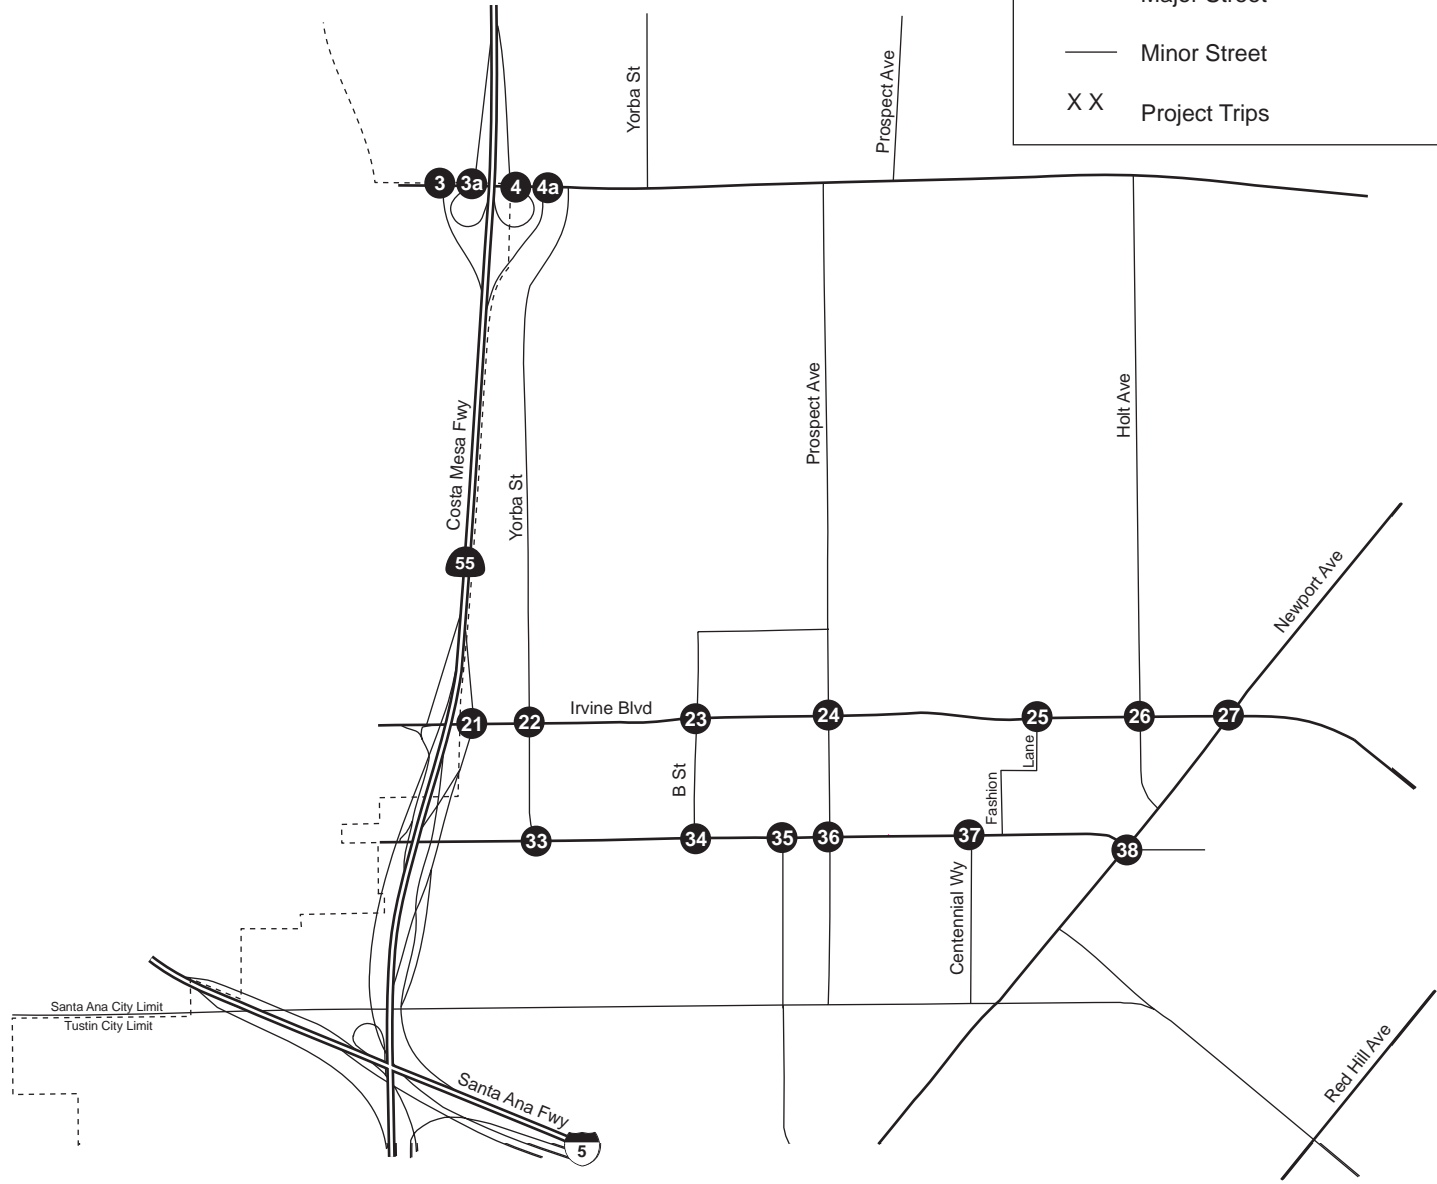 Major Street
Minor Street
X X Project Trips
Yorba St
Prospect Ave
3
3a
4
4a
Costa Mesa Fwy
Yorba St
Prospect Ave
Holt Ave
55
Newport Ave
Irvine Blvd
21
22
23
24
25
26
27
B St
Fashion
Lane
33
34
35
36
37
38
Centennial Wy
Santa Ana City Limit
Tustin City Limit
Santa Ana Fwy
5
Red Hill Ave